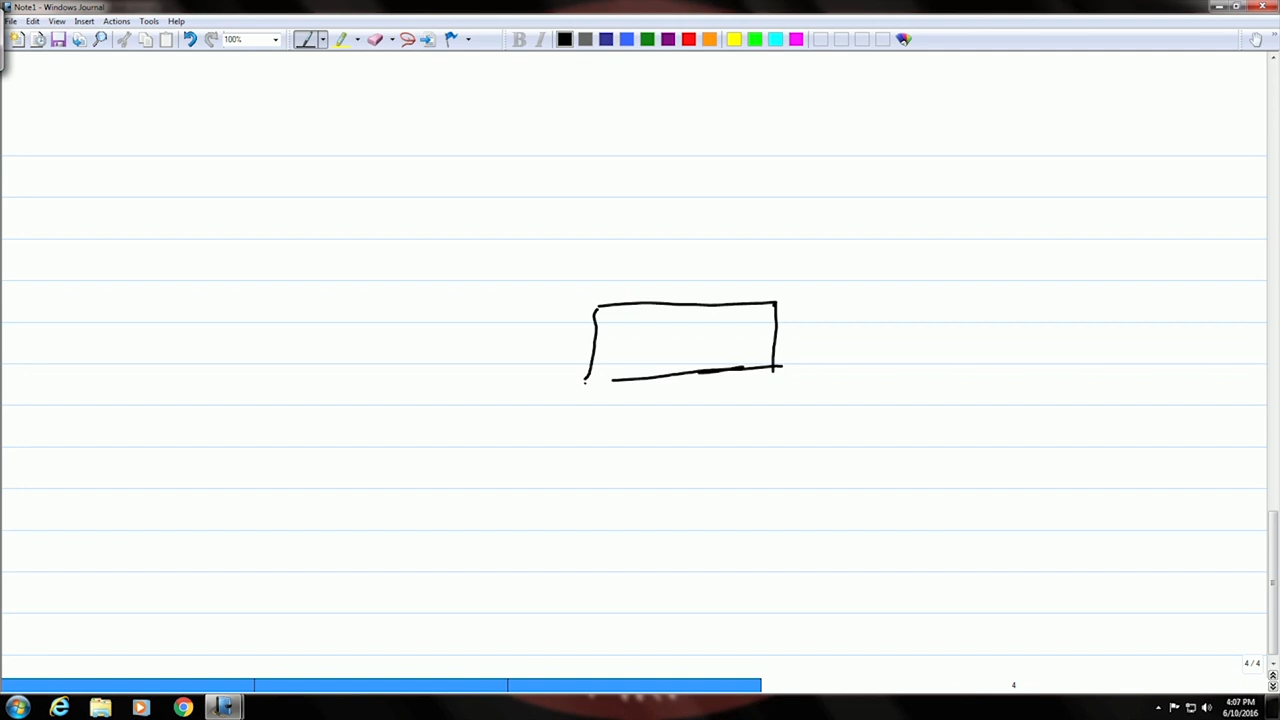 Note1 - Windows Journal
File Edit View Insert Actions Tools Help
100%
B I
4 / 4
4
4:07 PM
6/10/2016